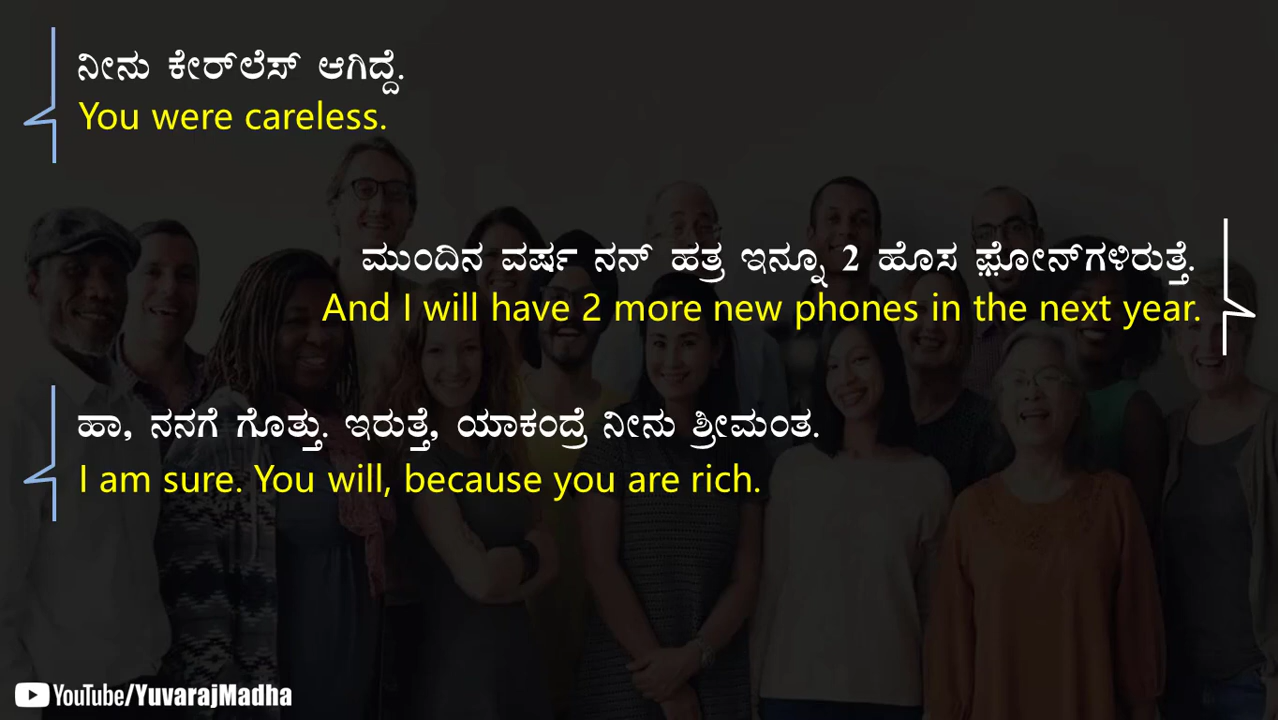 ನೀನು ಕೇರ್‌ಲೆಸ್ ಆಗಿದ್ದೆ.
You were careless.
ಮುಂದಿನ ವರ್ಷ ನನ್ ಹತ್ರ ಇನ್ನೂ 2 ಹೊಸ ಫ಼ೋನ್‌ಗಳಿರುತ್ತೆ.
And I will have 2 more new phones in the next year.
ಹಾ, ನನಗೆ ಗೊತ್ತು. ಇರುತ್ತೆ, ಯಾಕಂದ್ರೆ ನೀನು ಶ್ರೀಮಂತ.
I am sure. You will, because you are rich.
YouTube/YuvarajMadha